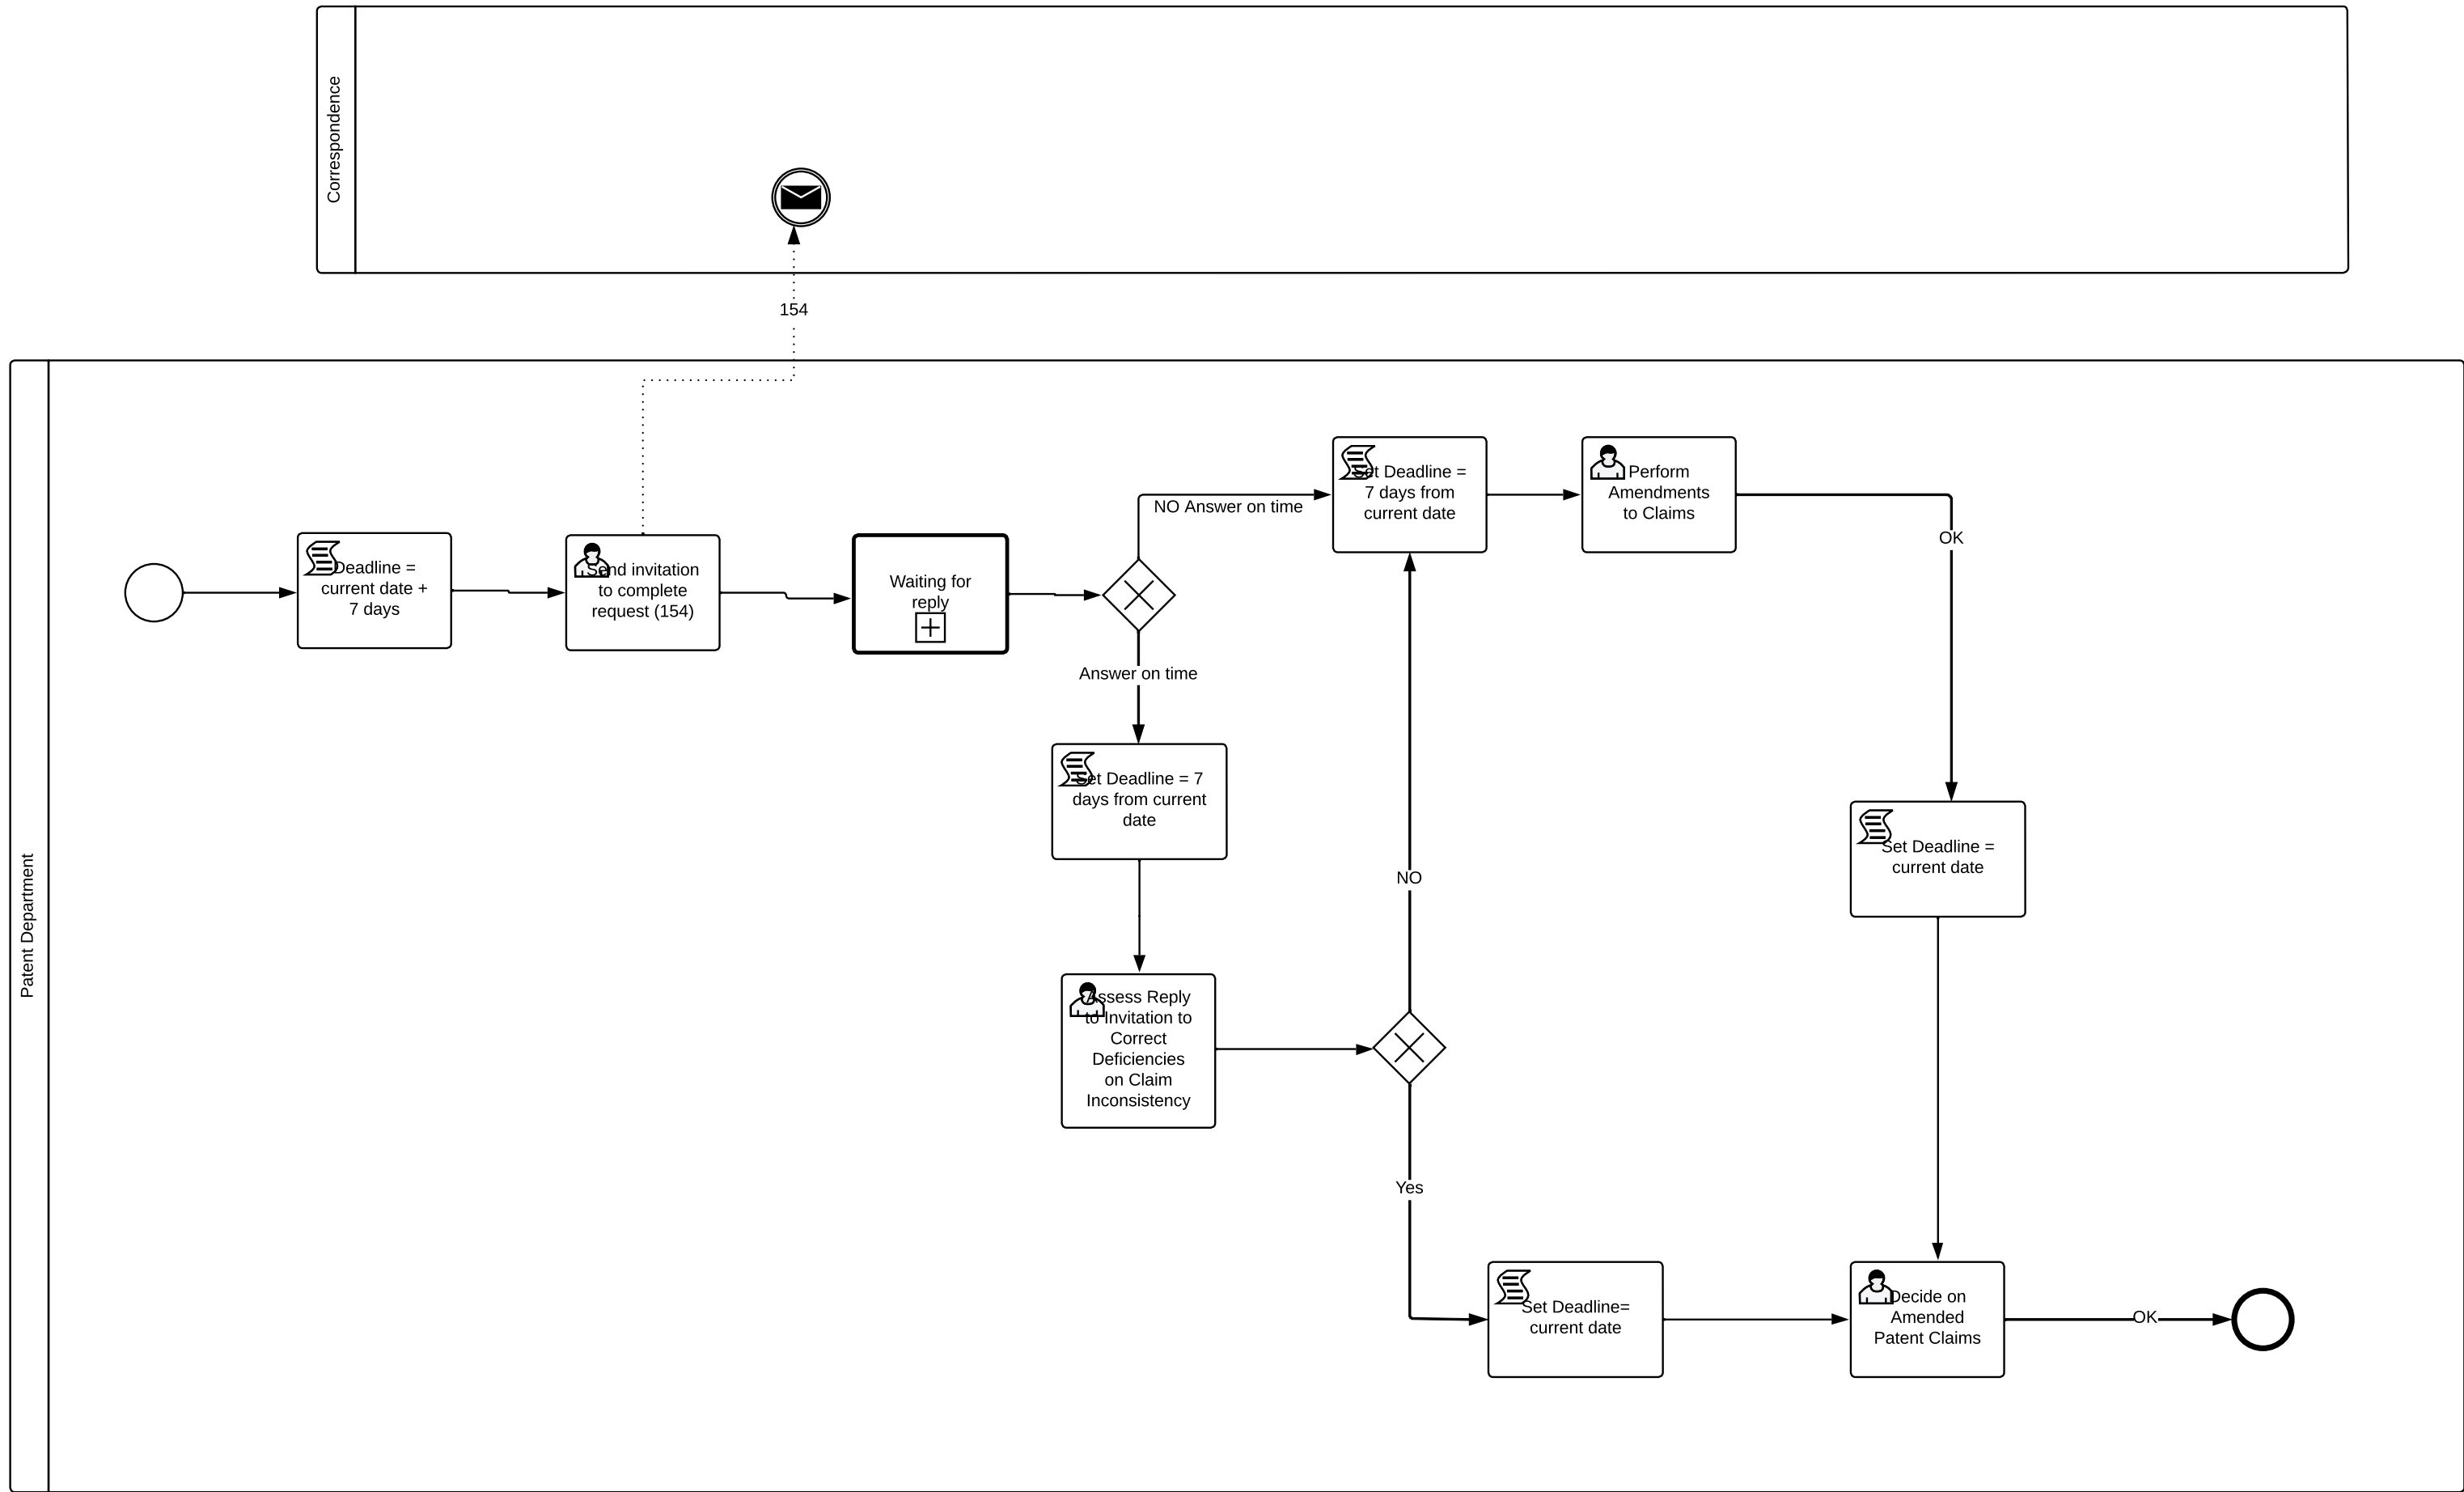 Correspondence
154
Patent Department
Deadline =
current date +
7 days
Send invitation
to complete
request (154)
Waiting for
reply
NO Answer on time
Answer on time
Set Deadline =
7 days from
current date
Perform
Amendments
to Claims
OK
Set Deadline = 7
days from current
date
Set Deadline =
current date
NO
Assess Reply
to Invitation to
Correct
Deficiencies
on Claim
Inconsistency
Yes
Set Deadline=
current date
Decide on
Amended
Patent Claims
OK